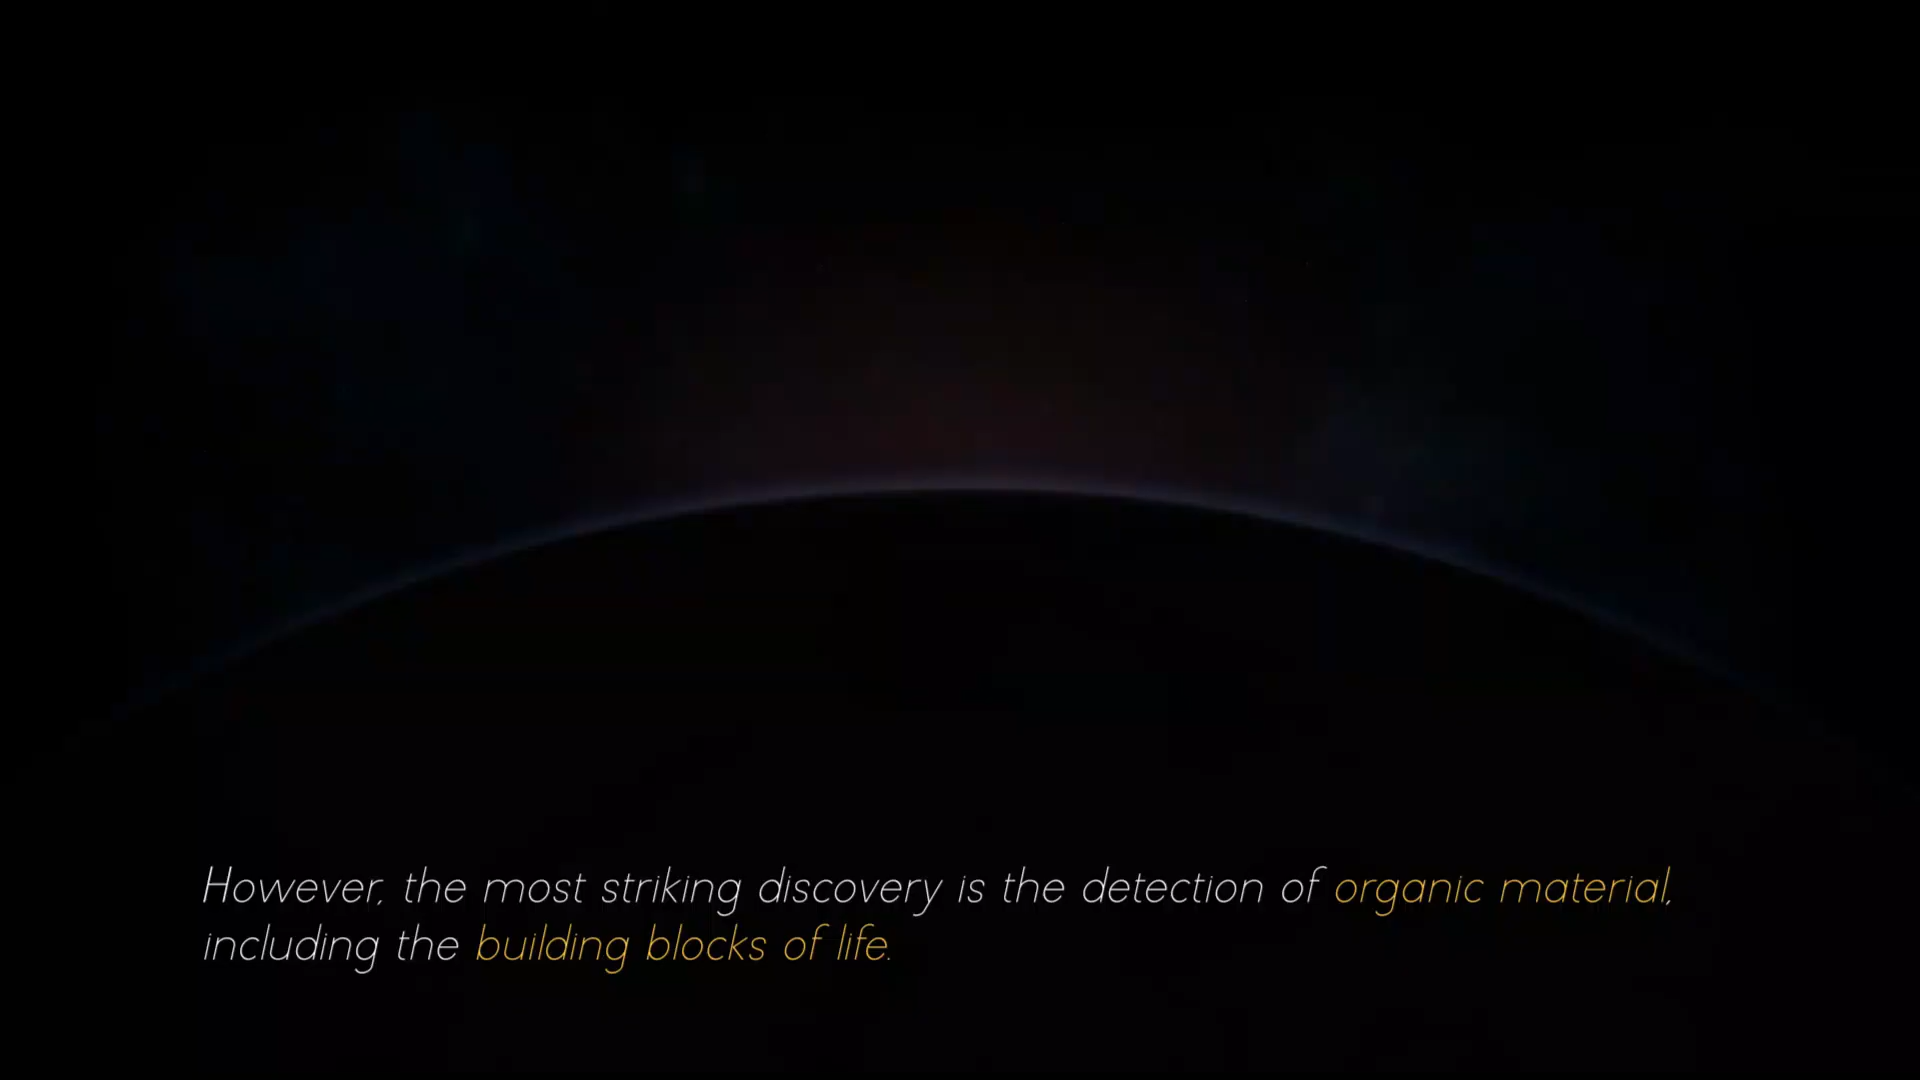 However, the most striking discovery is the detection of organic material,
including the building blocks of life.